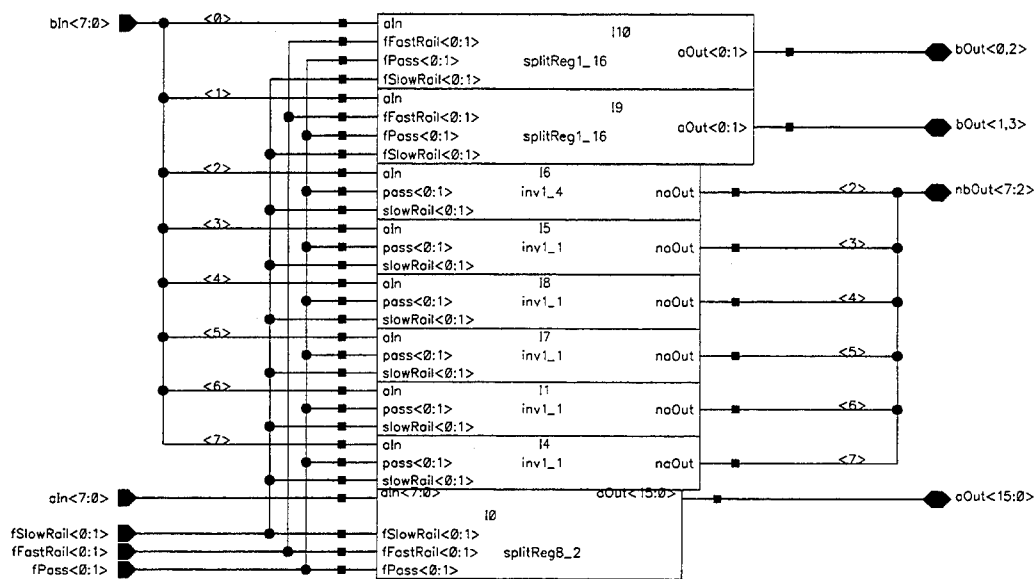 bIn<7:0> <0> aIn I10
fFastRail<0:1>
fPass<0:1> splitReg1_16 aOut<0:1> bOut<0,2>
fSlowRail<0:1>
<1> aIn I9
fFastRail<0:1>
fPass<0:1> splitReg1_16 aOut<0:1> bOut<1,3>
fSlowRail<0:1>
<2> aIn I6
pass<0:1> inv1_4 naOut <2> nbOut<7:2>
slowRail<0:1>
<3> aIn I5
pass<0:1> inv1_1 naOut <3>
slowRail<0:1>
<4> aIn I8
pass<0:1> inv1_1 naOut <4>
slowRail<0:1>
<5> aIn I7
pass<0:1> inv1_1 naOut <5>
slowRail<0:1>
<6> aIn I1
pass<0:1> inv1_1 naOut <6>
slowRail<0:1>
<7> aIn I4
pass<0:1> inv1_1 naOut <7>
slowRail<0:1>
aIn<7:0> aIn<7:0> aOut<15:0> aOut<15:0>
I0
fSlowRail<0:1> fSlowRail<0:1>
fFastRail<0:1> fFastRail<0:1> splitReg8_2
fPass<0:1> fPass<0:1>